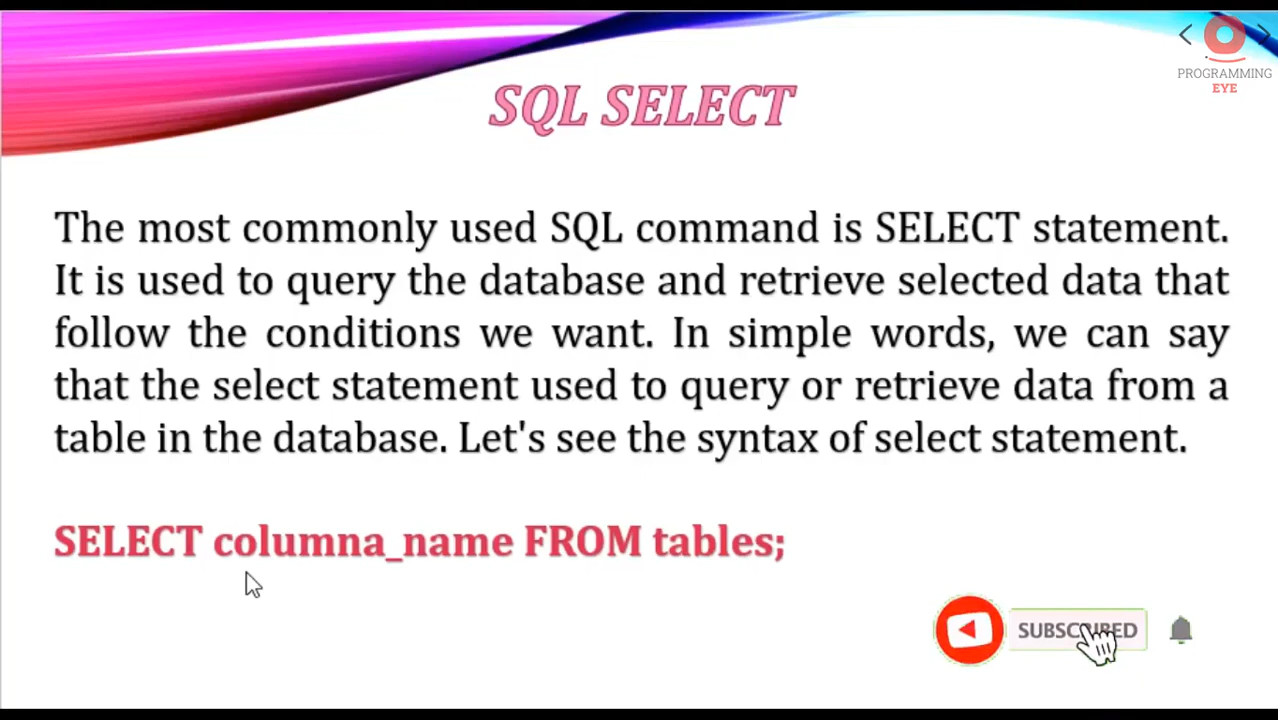 PROGRAMMING
EYE
SQL SELECT
The most commonly used SQL command is SELECT statement.
It is used to query the database and retrieve selected data that
follow the conditions we want. In simple words, we can say
that the select statement used to query or retrieve data from a
table in the database. Let's see the syntax of select statement.
SELECT columna_name FROM tables;
SUBSCRIBED